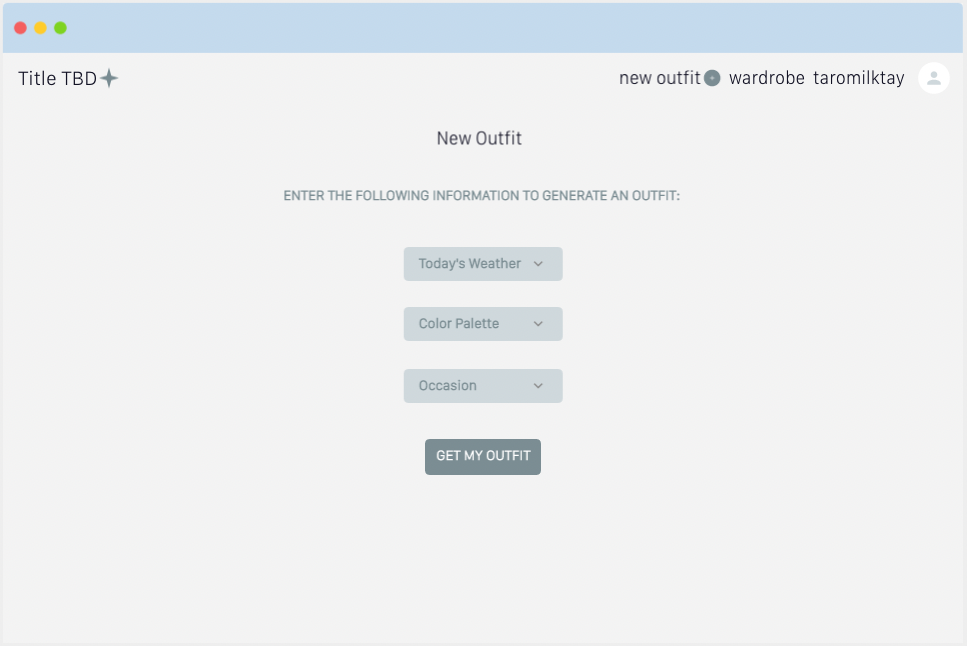 Title TBD
new outfit wardrobe taromilktay
New Outfit
ENTER THE FOLLOWING INFORMATION TO GENERATE AN OUTFIT:
Today's Weather
Color Palette
Occasion
GET MY OUTFIT